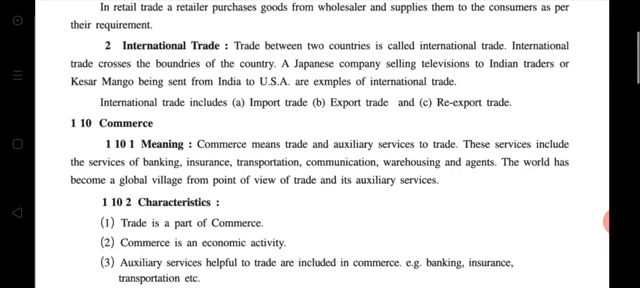 In retail trade a retailer purchases goods from wholesaler and supplies them to the consumers as per
their requirement.
2 International Trade : Trade between two countries is called international trade. International
trade crosses the boundries of the country. A Japanese company selling televisions to Indian traders or
Kesar Mango being sent from India to U.S.A. are exmples of international trade.
International trade includes (a) Import trade (b) Export trade and (c) Re-export trade.
1 10 Commerce
1 10 1 Meaning : Commerce means trade and auxiliary services to trade. These services include
the services of banking, insurance, transportation, communication, warehousing and agents. The world has
become a global village from point of view of trade and its auxiliary services.
1 10 2 Characteristics :
(1) Trade is a part of Commerce.
(2) Commerce is an economic activity.
(3) Auxiliary services helpful to trade are included in commerce. e.g. banking, insurance,
transportation etc.